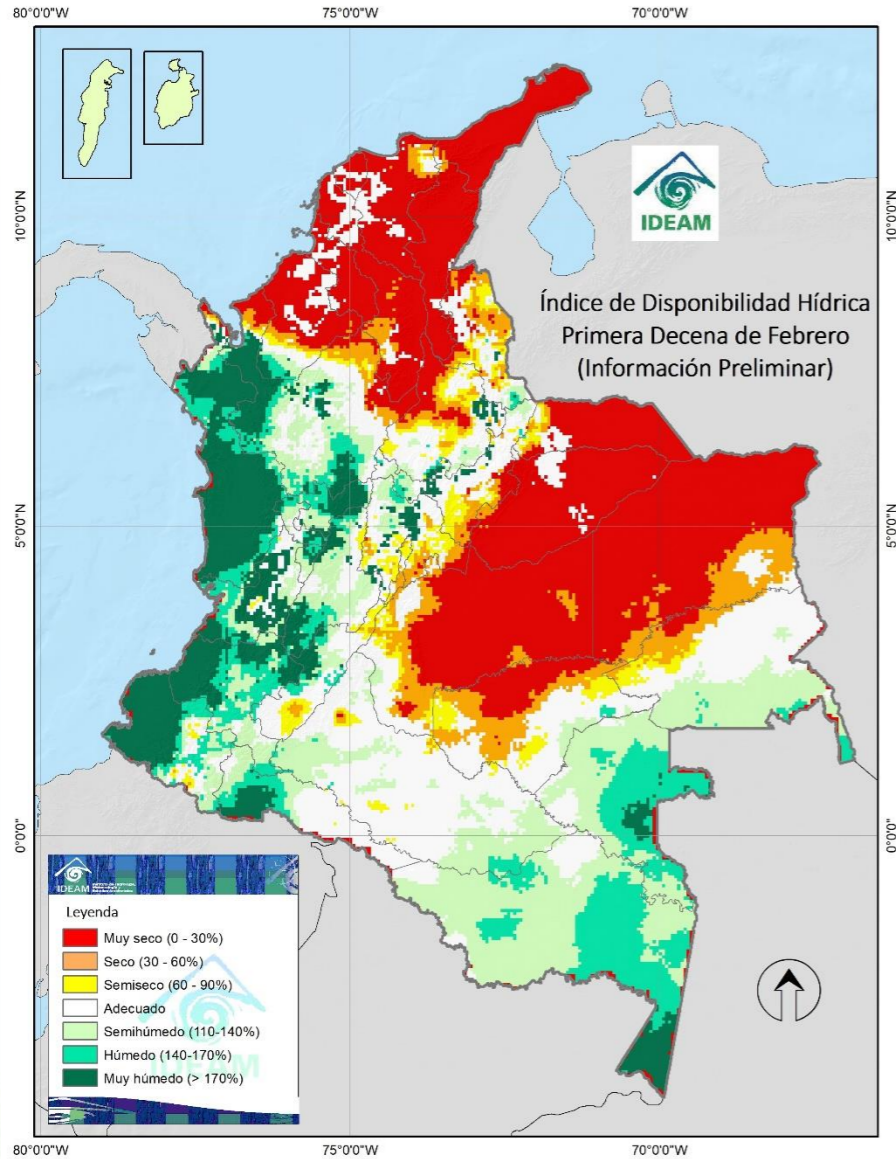 80°0'0"W 75°0'0"W 70°0'0"W
10°0'0"N 10°0'0"N
IDEAM
Índice de Disponibilidad Hídrica
Primera Decena de Febrero
(Información Preliminar)
5°0'0"N 5°0'0"N
0°0'0" 0°0'0"
IDEAM
Leyenda
Muy seco (0 - 30%)
Seco (30 - 60%)
Semiseco (60 - 90%)
Adecuado
Semihúmedo (110-140%)
Húmedo (140-170%)
Muy húmedo (> 170%)
IDEAM
80°0'0"W 75°0'0"W 70°0'0"W